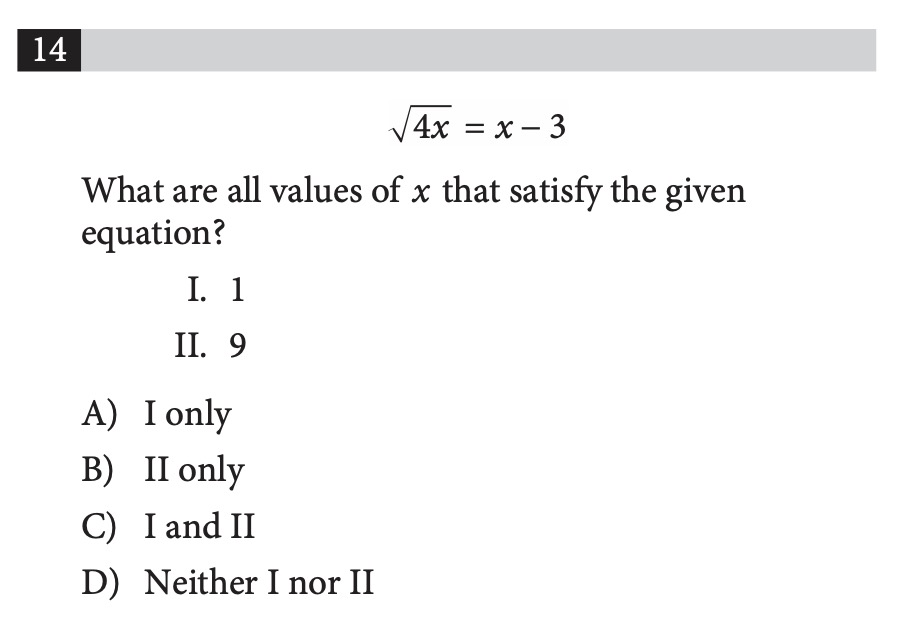 14
√4x = x – 3
What are all values of x that satisfy the given
equation?
I. 1
II. 9
A) I only
B) II only
C) I and II
D) Neither I nor II